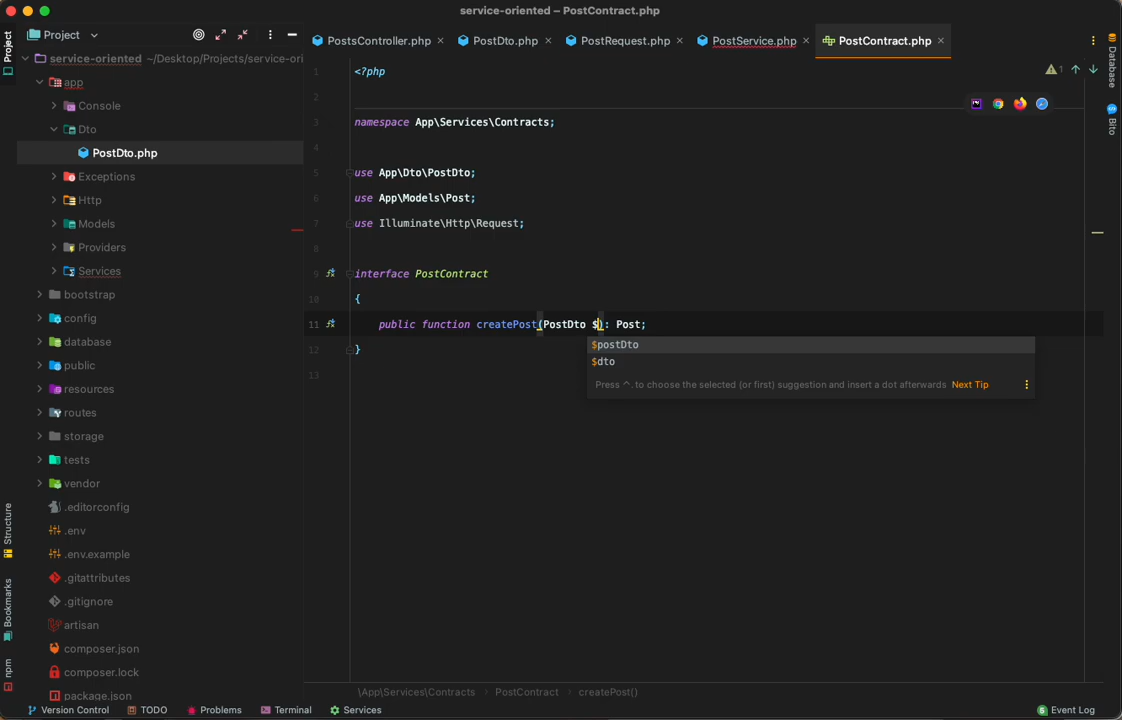 service-oriented – PostContract.php
Project
PostsController.php
PostDto.php
PostRequest.php
PostService.php
PostContract.php
Project
service-oriented ~/Desktop/Projects/service-ori
app
Console
Dto
PostDto.php
Exceptions
Http
Models
Providers
Services
bootstrap
config
database
public
resources
routes
storage
tests
vendor
.editorconfig
.env
.env.example
.gitattributes
.gitignore
artisan
composer.json
composer.lock
package.json
1 <?php
2
3 namespace App\Services\Contracts;
4
5 use App\Dto\PostDto;
6 use App\Models\Post;
7 use Illuminate\Http\Request;
8
9 interface PostContract
10 {
11 public function createPost(PostDto $): Post;
12 }
13
$postDto
$dto
Press ^. to choose the selected (or first) suggestion and insert a dot afterwards Next Tip
1
Database
Bito
Structure
Bookmarks
npm
\App\Services\Contracts › PostContract › createPost()
Version Control
TODO
Problems
Terminal
Services
5 Event Log